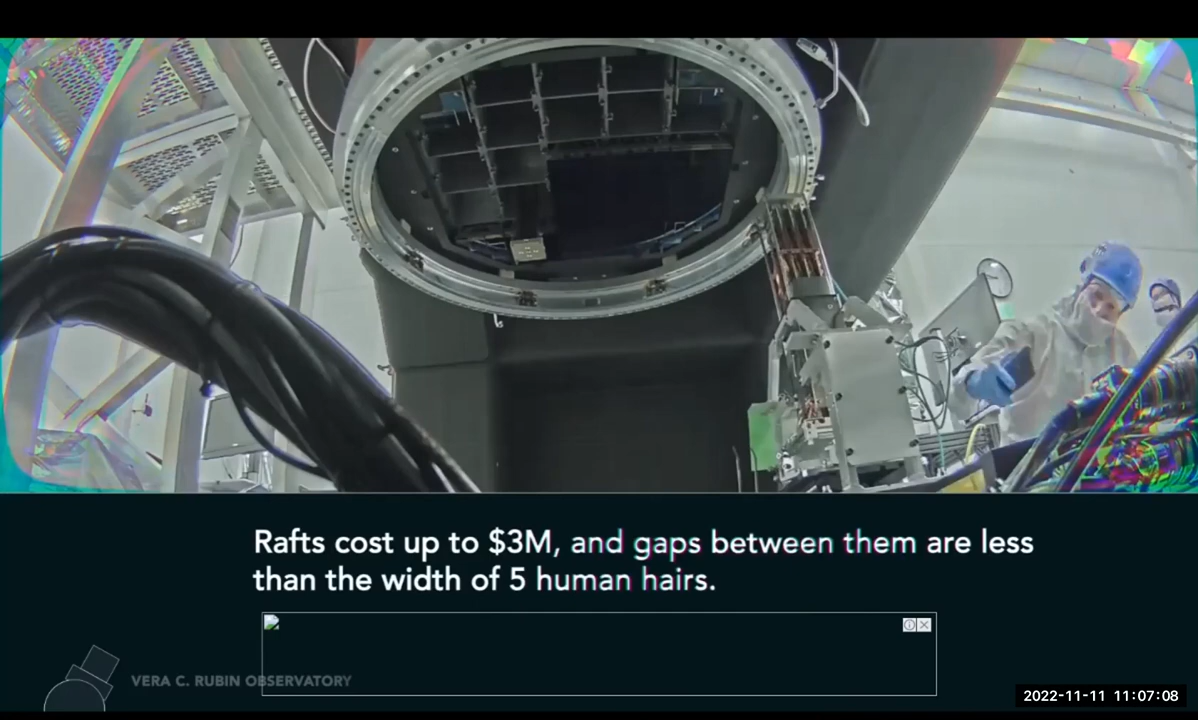 Rafts cost up to $3M, and gaps between them are less
than the width of 5 human hairs.
VERA C. RUBIN OBSERVATORY
2022-11-11 11:07:08